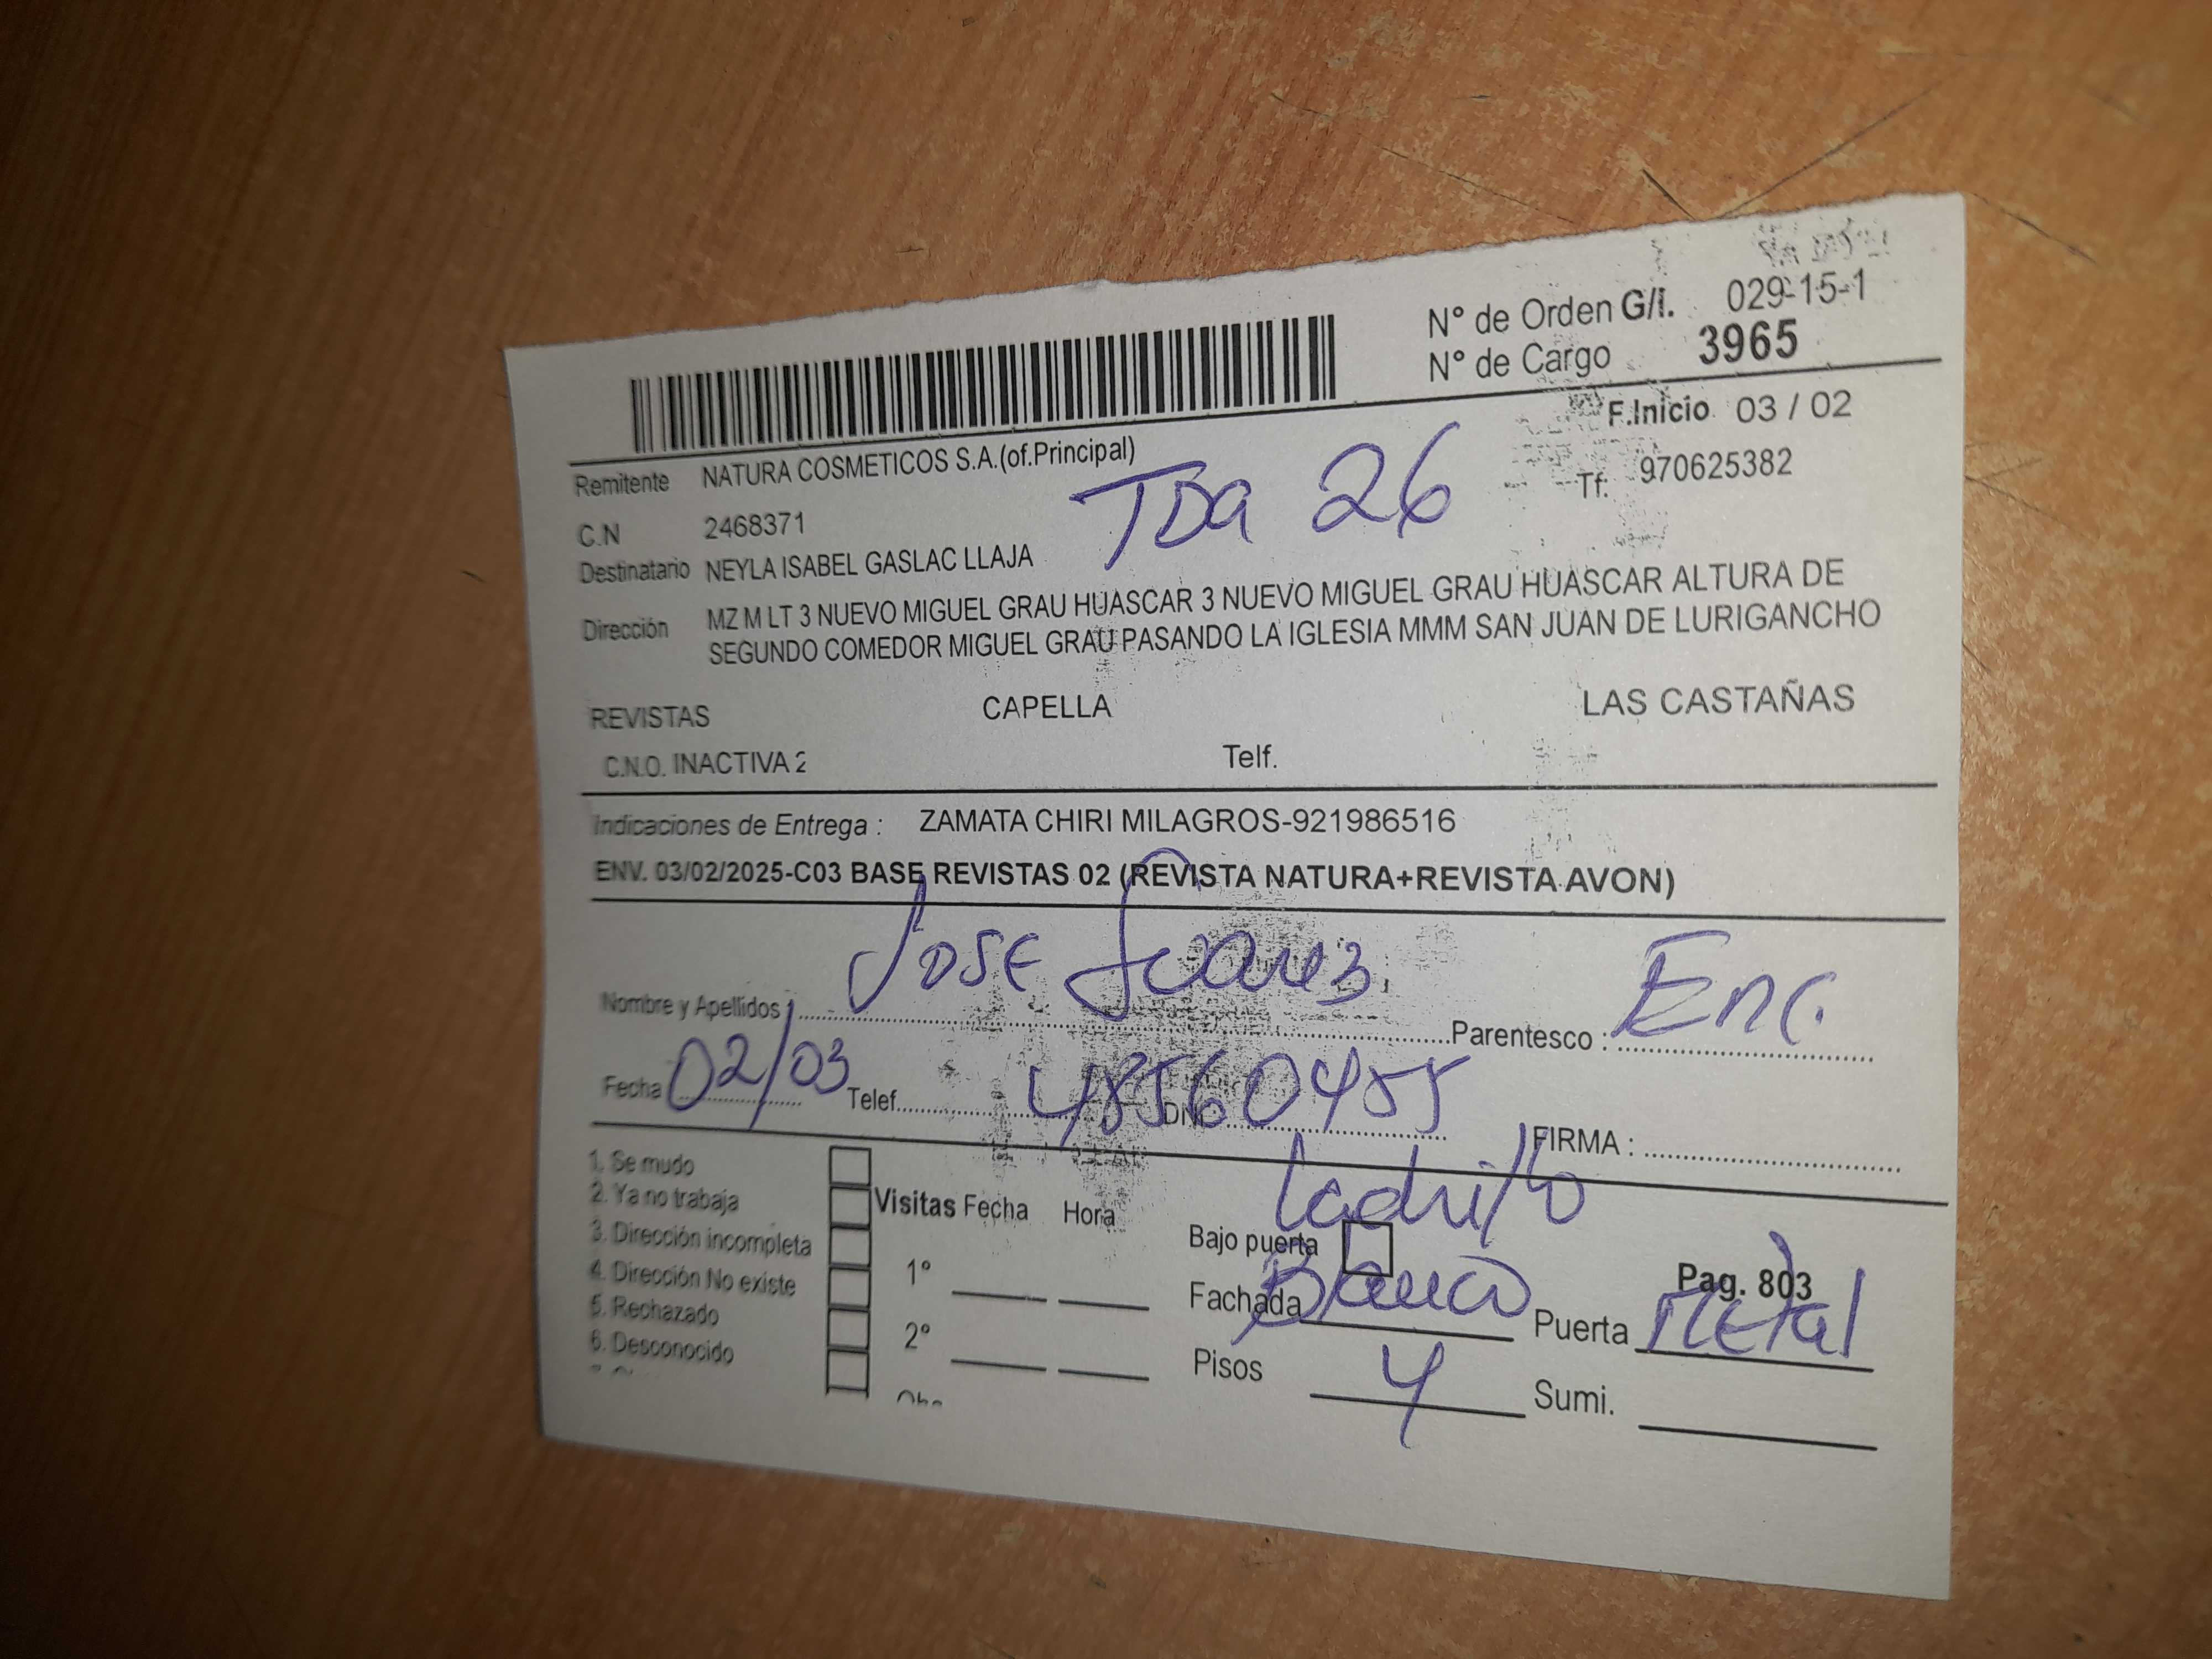 N° de Orden G/I. 029-15-1
N° de Cargo 3965
F.Inicio 03 / 02
Remitente NATURA COSMETICOS S.A.(of.Principal)
Tf: 970625382
C.N 2468371
TDa 26
Destinatario NEYLA ISABEL GASLAC LLAJA
Dirección MZ M LT 3 NUEVO MIGUEL GRAU HUASCAR 3 NUEVO MIGUEL GRAU HUASCAR ALTURA DE
SEGUNDO COMEDOR MIGUEL GRAU PASANDO LA IGLESIA MMM SAN JUAN DE LURIGANCHO
REVISTAS CAPELLA LAS CASTAÑAS
C.N.O. INACTIVA 2 Telf.
Indicaciones de Entrega : ZAMATA CHIRI MILAGROS-921986516
ENV. 03/02/2025-C03 BASE REVISTAS 02 (REVISTA NATURA+REVISTA AVON)
Nombre y Apellidos Jose Suarez Parentesco : Enc.
Fecha 02/03 Telef. DNI 48560455 FIRMA :
1. Se mudo
2. Ya no trabaja
3. Dirección incompleta
4. Dirección No existe
5. Rechazado
6. Desconocido
Visitas Fecha Hora
1°
2°
Ladrillo
Bajo puerta
Pag. 803
Fachada Blanco Puerta Metal
Pisos 4 Sumi.